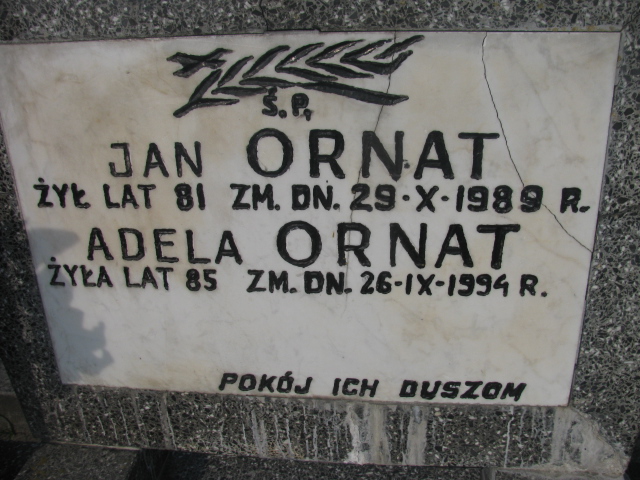 Ś.P.
JAN ORNAT
ŻYŁ LAT 81 ZM. DN. 29-X-1989 R.
ADELA ORNAT
ŻYŁA LAT 85 ZM. DN. 26-IX-1994 R.
POKÓJ ICH DUSZOM